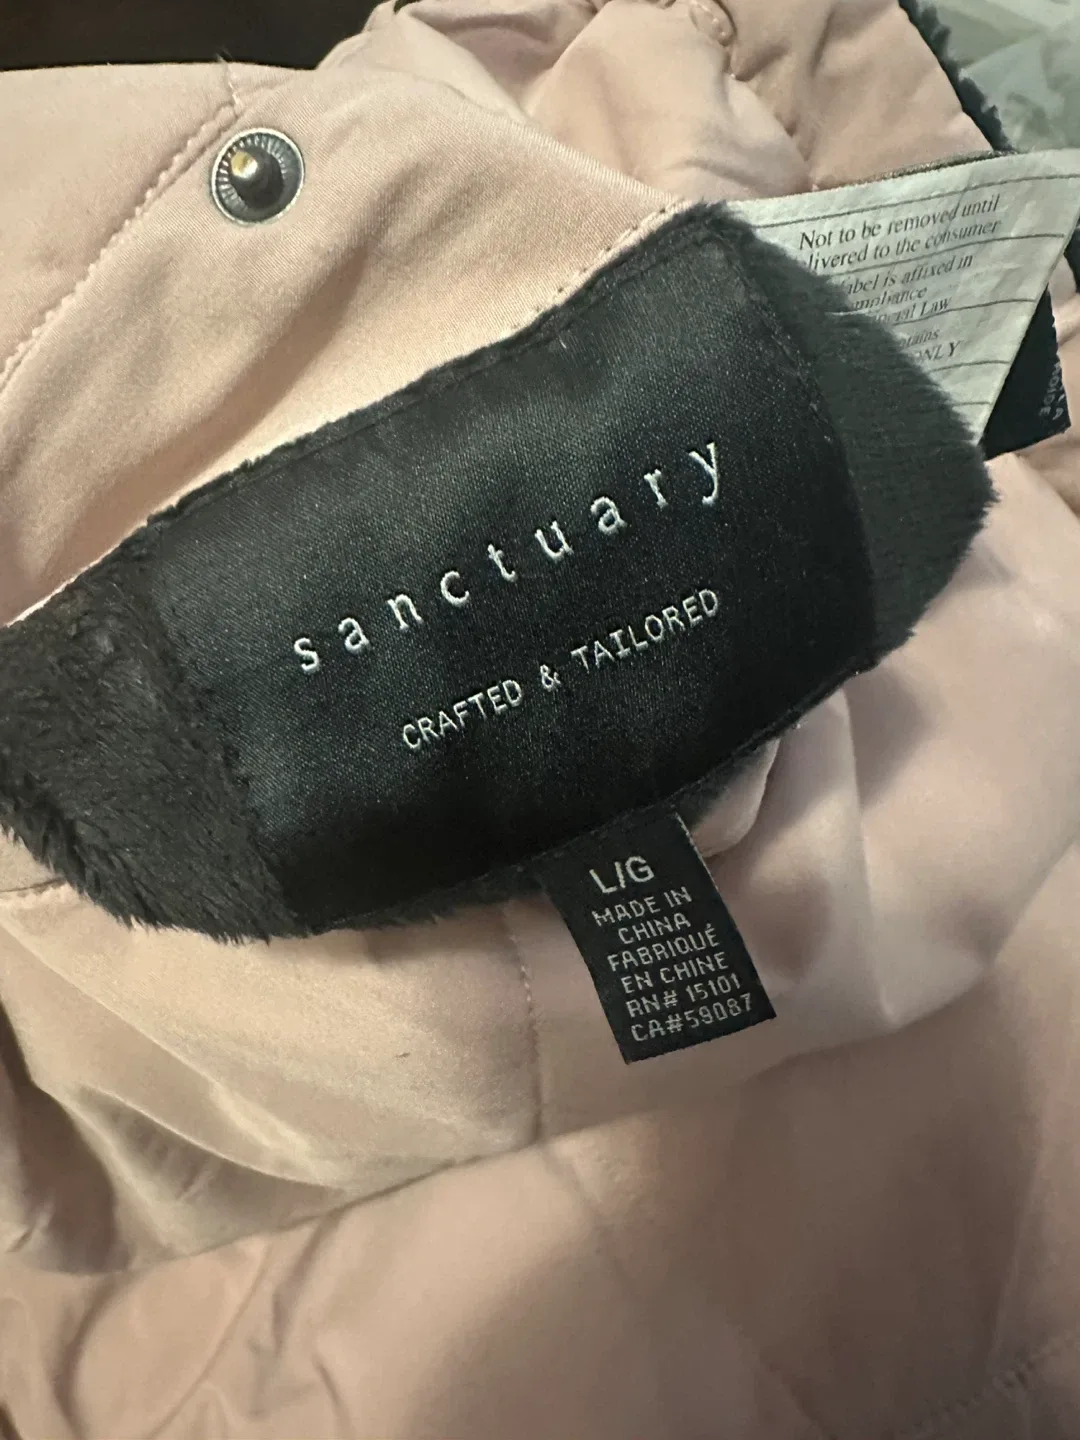 Not to be removed until
livered to the consumer
label is affixed in
Law
ONLY
sanctuary
CRAFTED & TAILORED
L/G
MADE IN
CHINA
FABRIQUÉ
EN CHINE
RN# 15101
CA#59087